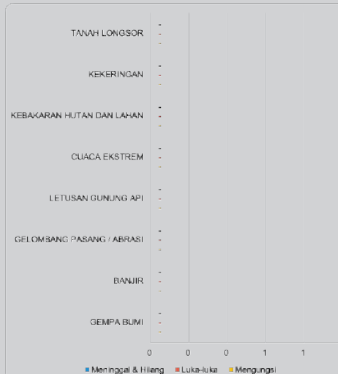 TANAH LONGSOR
-
-
-
KEKERINGAN
-
-
-
KEBAKARAN HUTAN DAN LAHAN
-
-
-
CUACA EKSTREM
-
-
-
LETUSAN GUNUNG API
-
-
-
GELOMBANG PASANG / ABRASI
-
-
-
BANJIR
-
-
-
GEMPA BUMI
-
-
-
0 0 0 1 1
Meninggal & Hilang Luka-luka Mengungsi